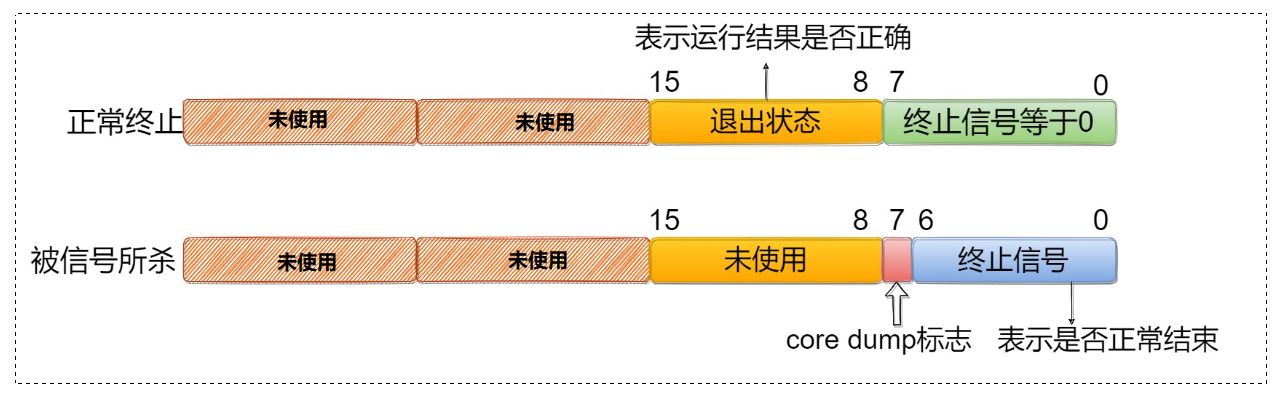 表示运行结果是否正确
15 8 7 0
正常终止 未使用 未使用 退出状态 终止信号等于0
15 8 7 6 0
被信号所杀 未使用 未使用 未使用 终止信号
core dump标志 表示是否正常结束